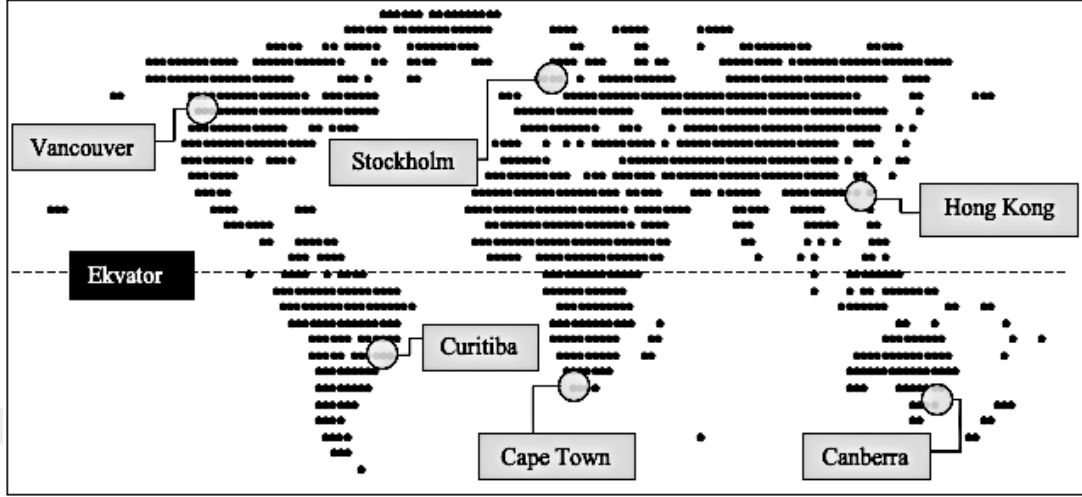 Vancouver
Stockholm
Hong Kong
Ekvator
Curitiba
Cape Town
Canberra